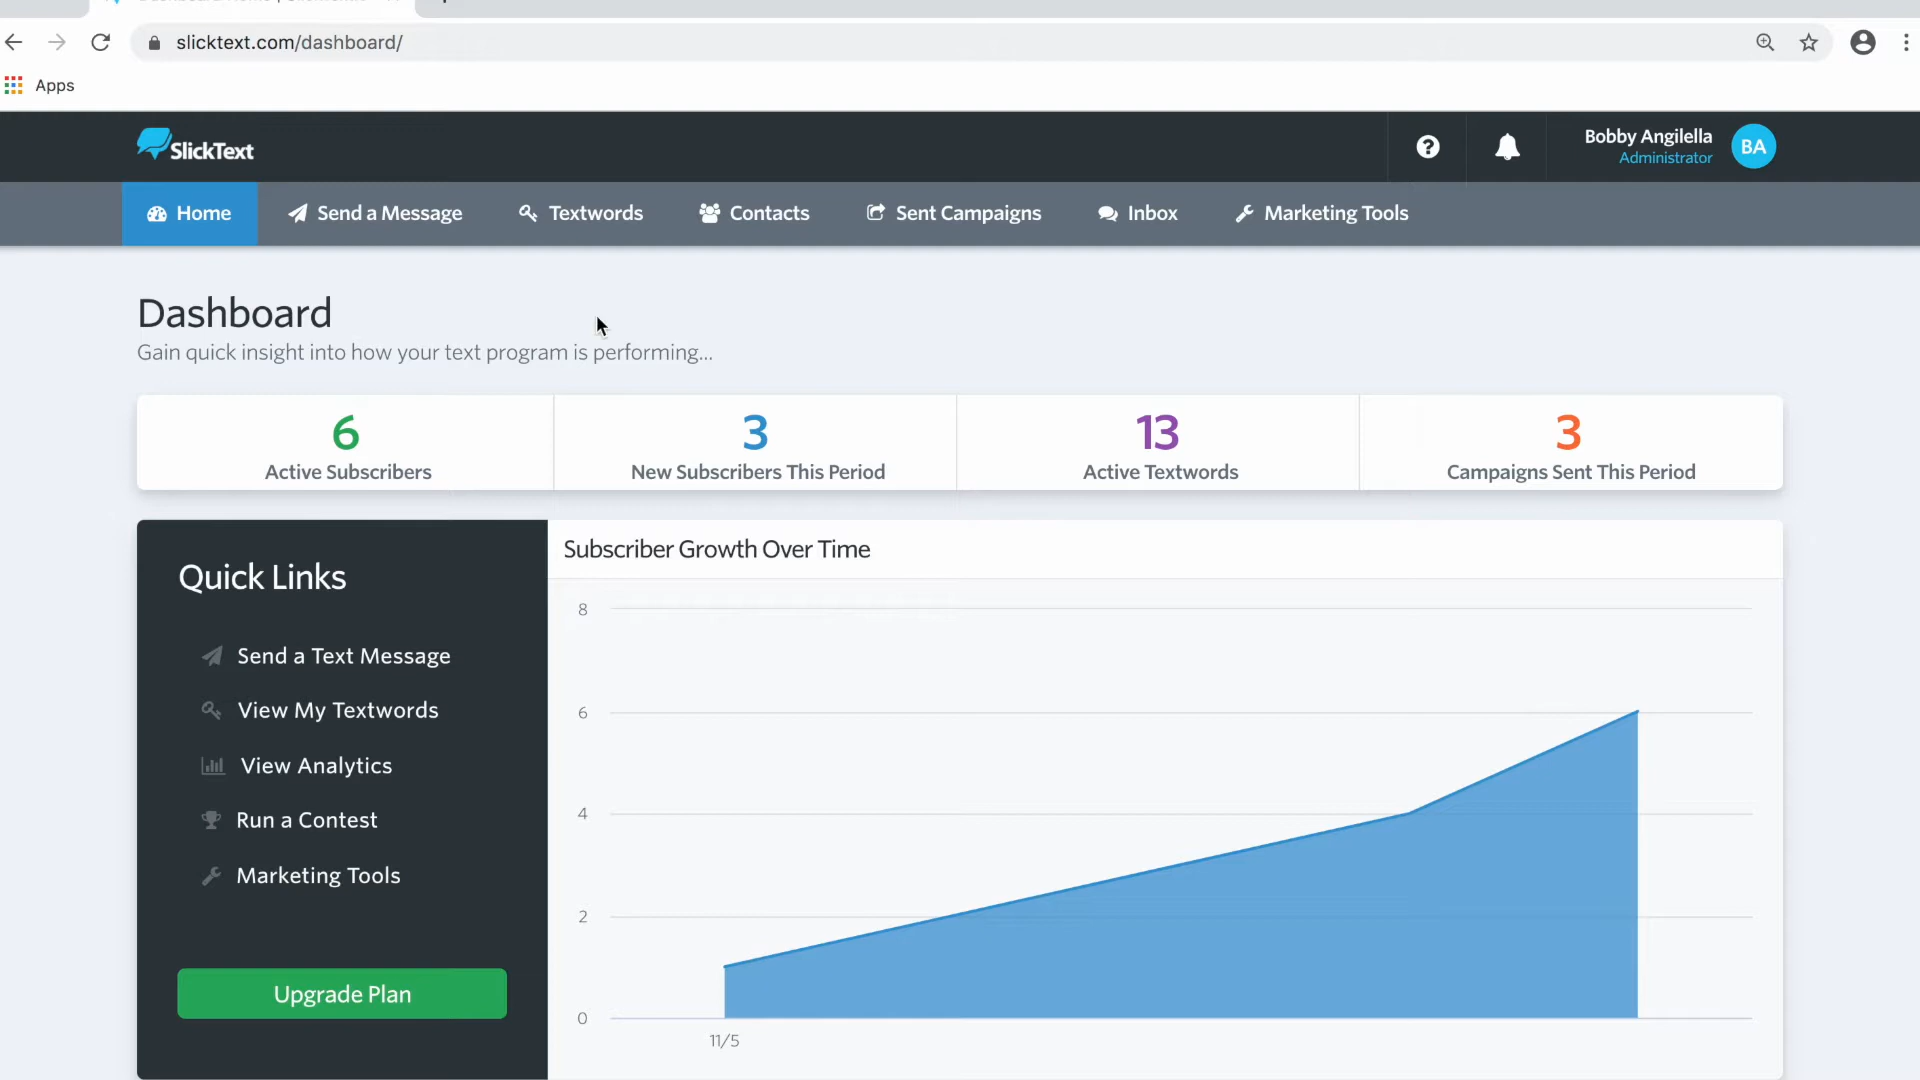 slicktext.com/dashboard/
Apps
SlickText
Bobby Angilella
Administrator
BA
Home
Send a Message
Textwords
Contacts
Sent Campaigns
Inbox
Marketing Tools
Dashboard
Gain quick insight into how your text program is performing...
6
Active Subscribers
3
New Subscribers This Period
13
Active Textwords
3
Campaigns Sent This Period
Quick Links
Send a Text Message
View My Textwords
View Analytics
Run a Contest
Marketing Tools
Upgrade Plan
Subscriber Growth Over Time
8
6
4
2
0
11/5